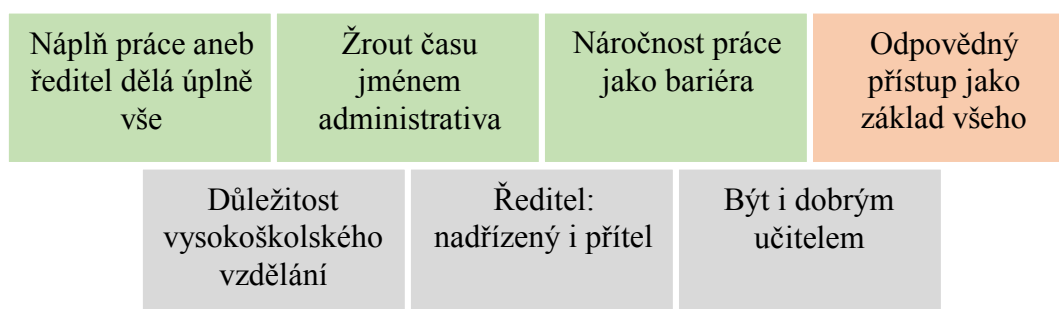 Náplň práce aneb
ředitel dělá úplně
vše
Žrout času
jménem
administrativa
Náročnost práce
jako bariéra
Odpovědný
přístup jako
základ všeho
Důležitost
vysokoškolského
vzdělání
Ředitel:
nadřízený i přítel
Být i dobrým
učitelem